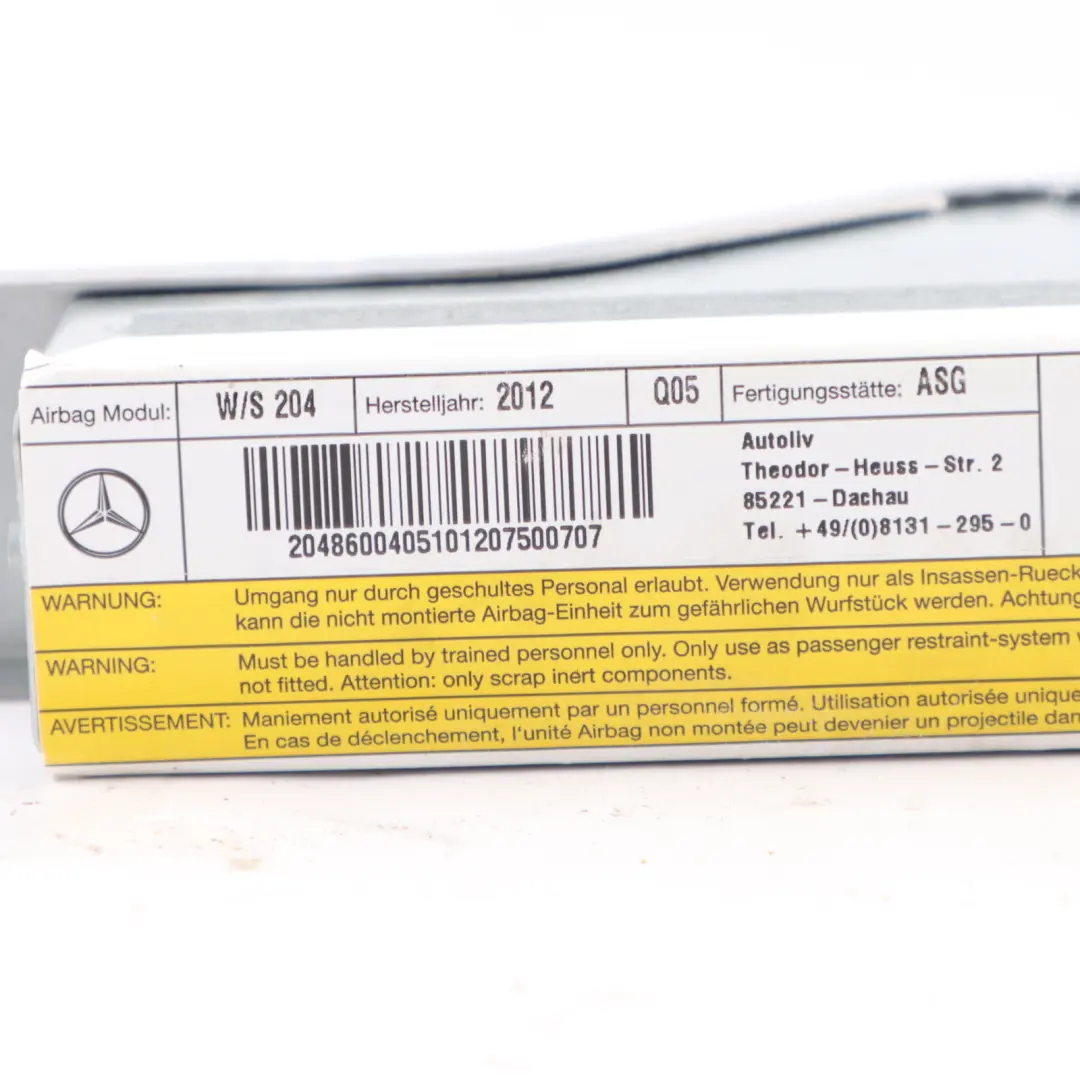 Airbag Modul: W/S 204 Herstelljahr: 2012 Q05 Fertigungsstätte: ASG
Autoliv
Theodor-Heuss-Str. 2
85221-Dachau
Tel. +49/(0)8131-295-0
2048600405101207500707
WARNUNG: Umgang nur durch geschultes Personal erlaubt. Verwendung nur als Insassen-Rueck
kann die nicht montierte Airbag-Einheit zum gefährlichen Wurfstück werden. Achtung
WARNING: Must be handled by trained personnel only. Only use as passenger restraint-system
not fitted. Attention: only scrap inert components.
AVERTISSEMENT: Maniement autorisé uniquement par un personnel formé. Utilisation autorisée unique
En cas de déclenchement, l'unité Airbag non montée peut devenier un projectile dan